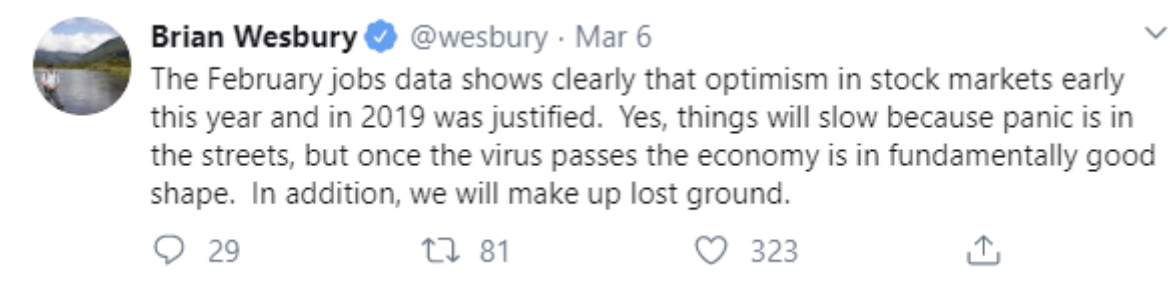 Brian Wesbury @wesbury · Mar 6
The February jobs data shows clearly that optimism in stock markets early
this year and in 2019 was justified.  Yes, things will slow because panic is in
the streets, but once the virus passes the economy is in fundamentally good
shape.  In addition, we will make up lost ground.
29 81 323